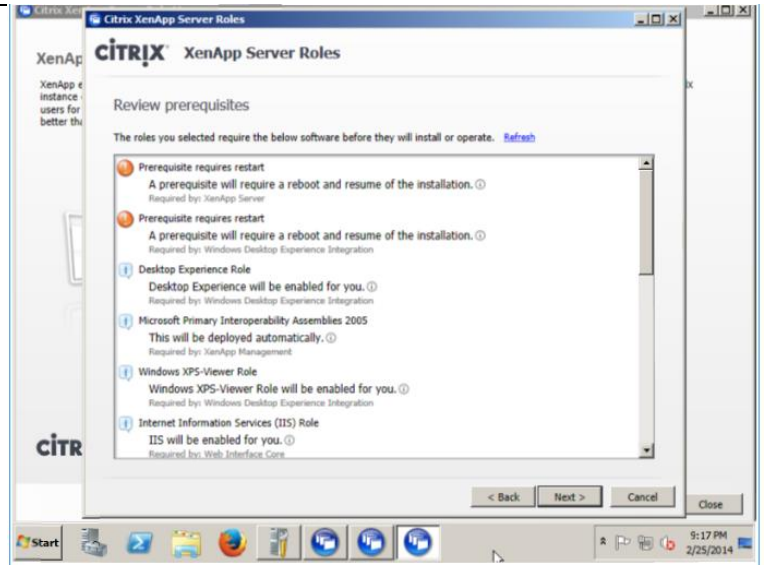 Citrix Xen
Citrix XenApp Server Roles
CİTRIX XenApp Server Roles
XenAp
XenApp e
instance
users for
better tha
Review prerequisites
The roles you selected require the below software before they will install or operate. Refresh
Prerequisite requires restart
A prerequisite will require a reboot and resume of the installation.
Required by: XenApp Server
Prerequisite requires restart
A prerequisite will require a reboot and resume of the installation.
Required by: Windows Desktop Experience Integration
Desktop Experience Role
Desktop Experience will be enabled for you.
Required by: Windows Desktop Experience Integration
Microsoft Primary Interoperability Assemblies 2005
This will be deployed automatically.
Required by: XenApp Management
Windows XPS-Viewer Role
Windows XPS-Viewer Role will be enabled for you.
Required by: Windows Desktop Experience Integration
Internet Information Services (IIS) Role
IIS will be enabled for you.
Required by: Web Interface Core
CİTR
< Back Next > Cancel
Close
Start
9:17 PM
2/25/2014